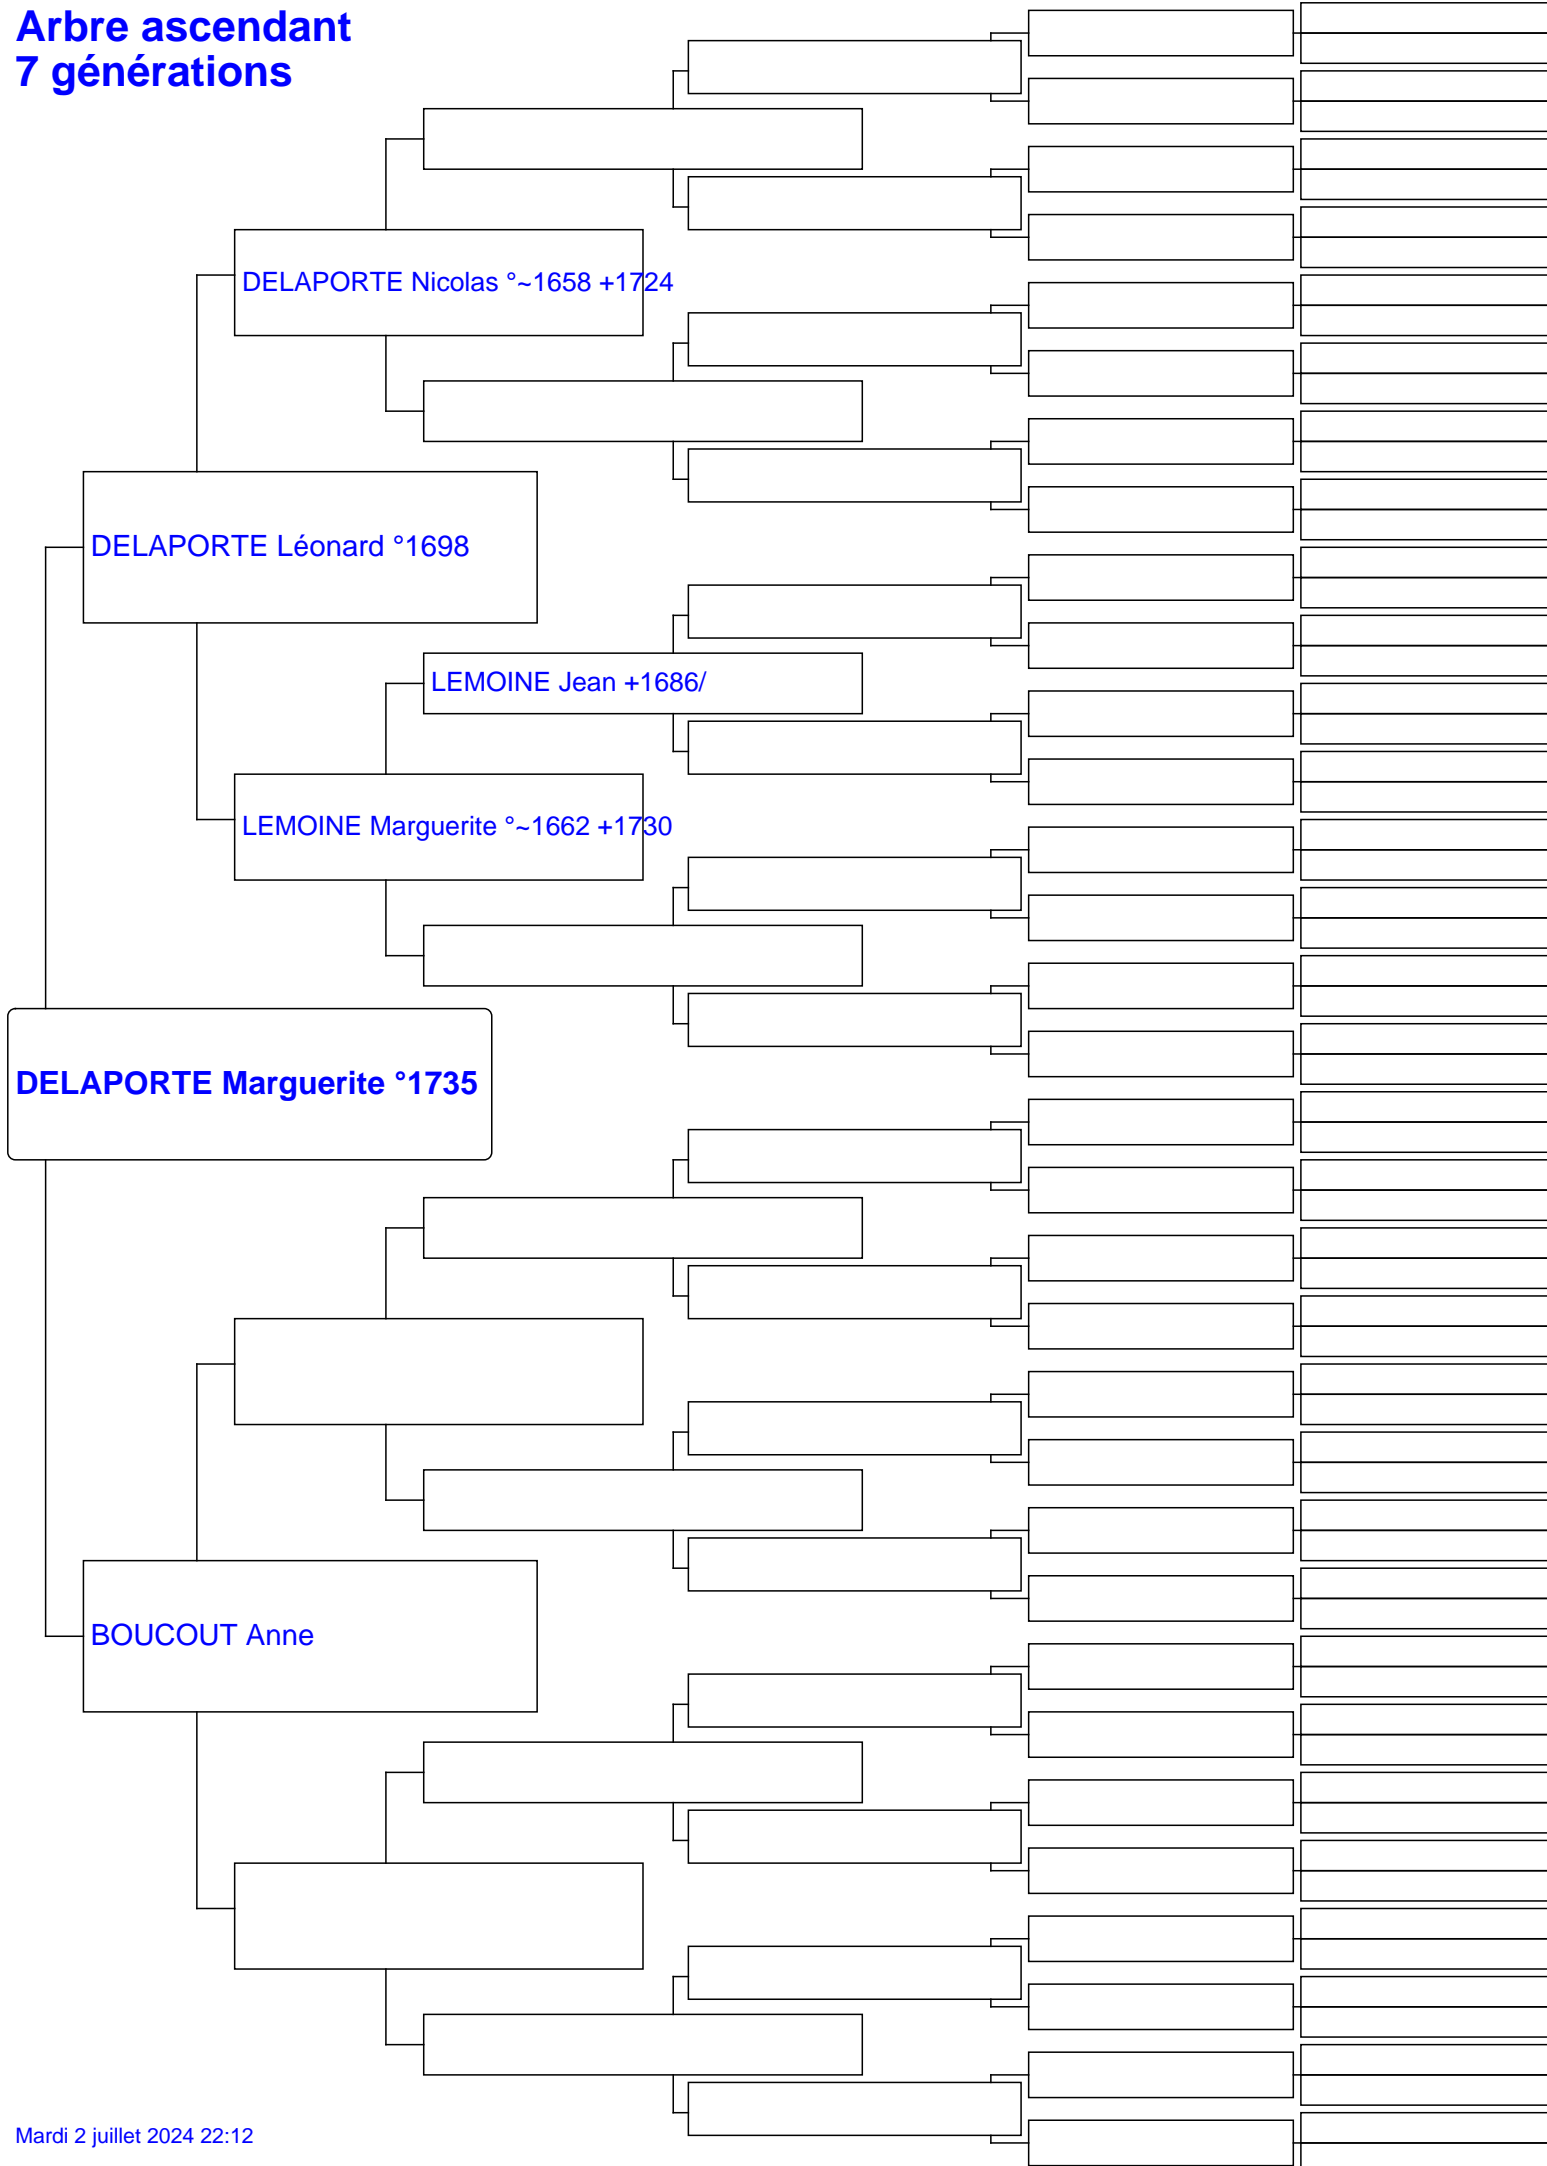 Arbre ascendant
7 générations
DELAPORTE Nicolas °~1658 +1724
DELAPORTE Léonard °1698
LEMOINE Jean +1686/
LEMOINE Marguerite °~1662 +1730
DELAPORTE Marguerite °1735
BOUCOUT Anne
Mardi 2 juillet 2024 22:12